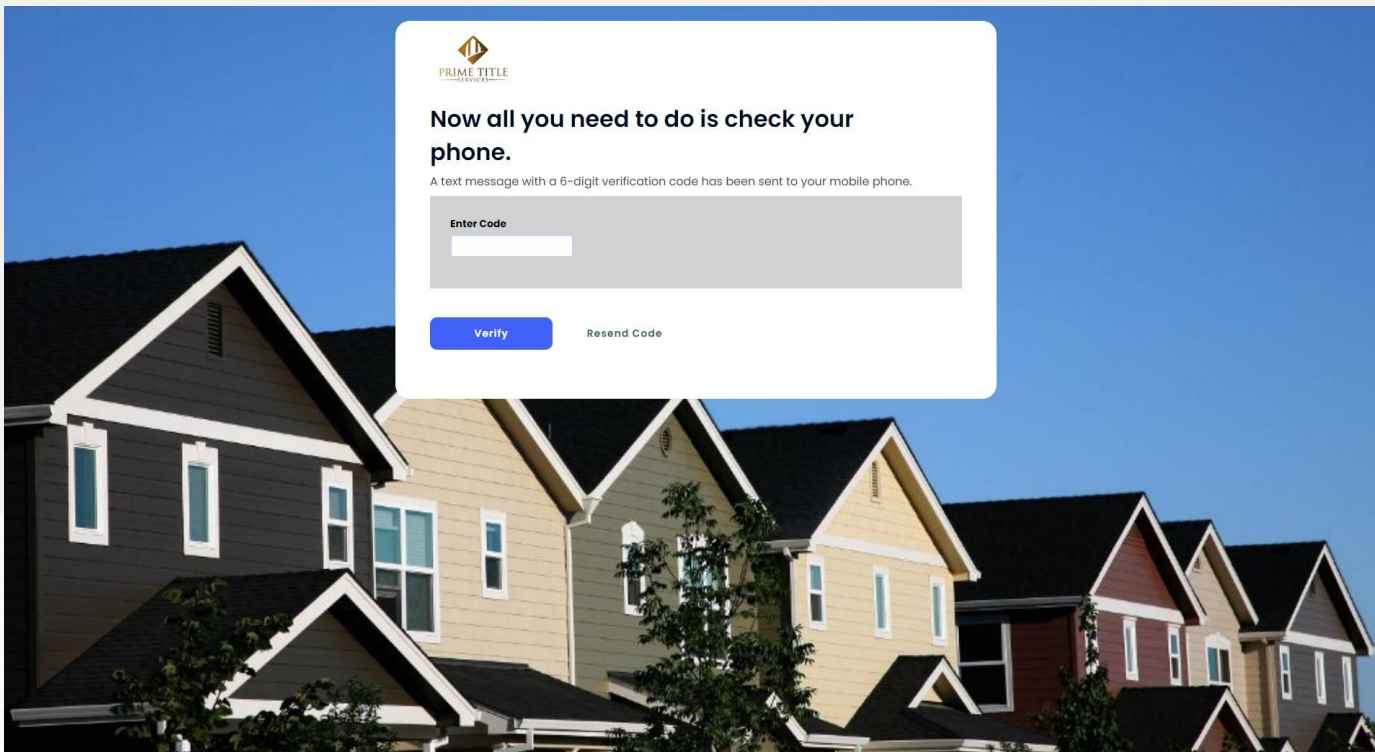 PRIME TITLE
SERVICES
Now all you need to do is check your
phone.
A text message with a 6-digit verification code has been sent to your mobile phone.
Enter Code
Verify
Resend Code